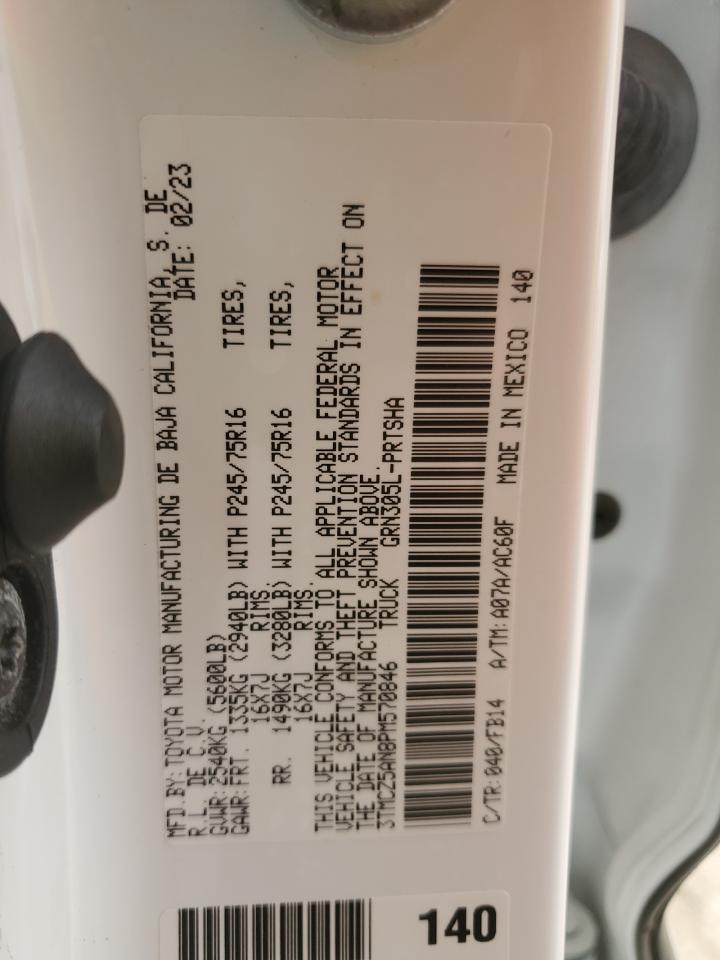 MFD.BY:TOYOTA MOTOR MANUFACTURING DE BAJA CALIFORNIA, S. DE
R.L. DE C.V. DATE: 02/23
GVWR:2540KG (5600LB)
GAWR:FRT. 1335KG (2940LB) WITH P245/75R16 TIRES,
16X7J RIMS.
RR. 1490KG (3280LB) WITH P245/75R16 TIRES,
16X7J RIMS.
THIS VEHICLE CONFORMS TO ALL APPLICABLE FEDERAL MOTOR
VEHICLE SAFETY AND THEFT PREVENTION STANDARDS IN EFFECT ON
THE DATE OF MANUFACTURE SHOWN ABOVE.
3TMCZ5AN8PM570846 TRUCK GRN305L-PRTSHA
C/TR:040/FB14 A/TM:A07A/AC60F MADE IN MEXICO 140
140